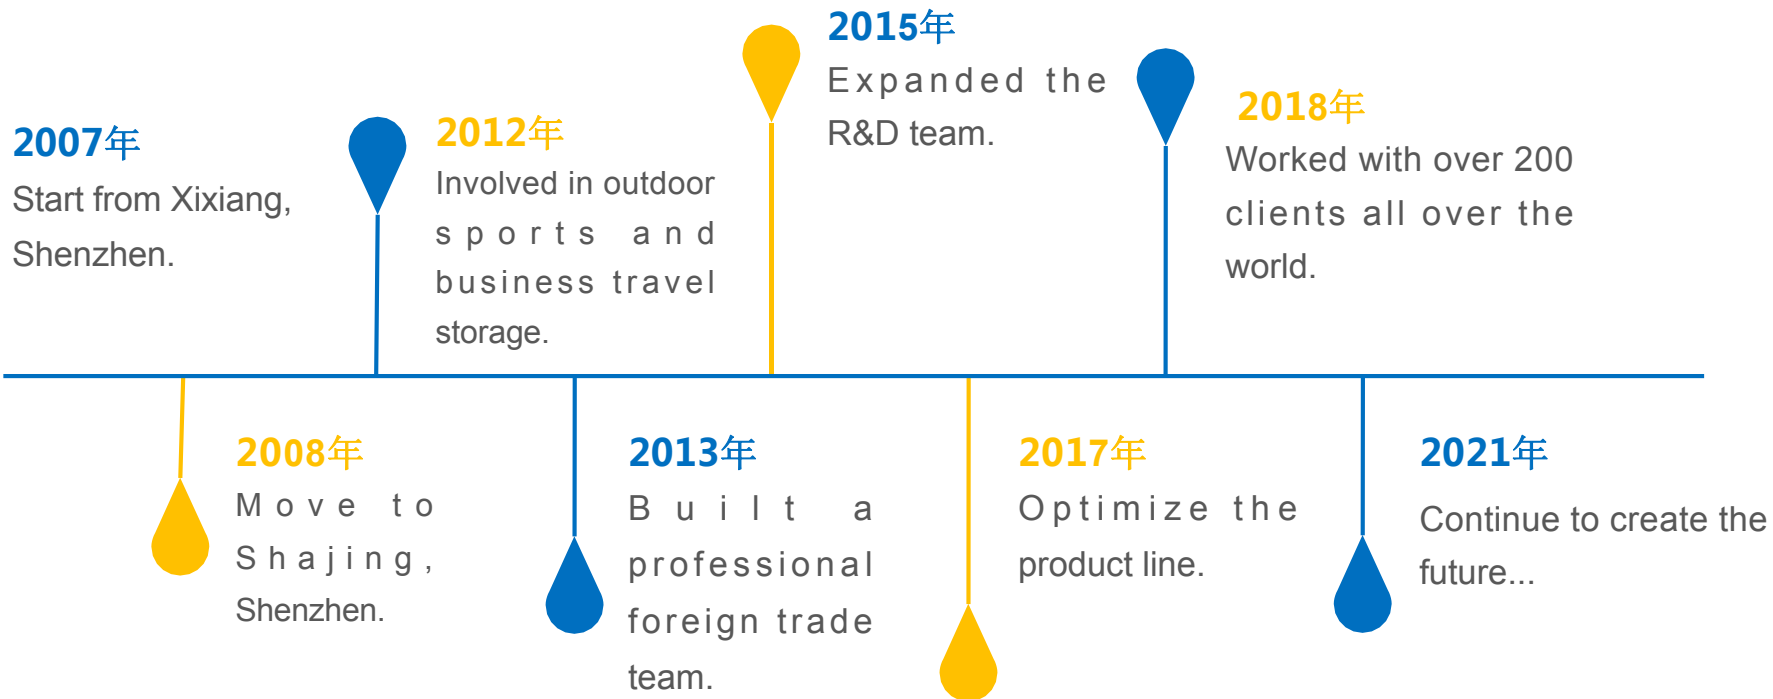 2007年
Start from Xixiang,
Shenzhen.
2008年
Move to
Shajing,
Shenzhen.
2012年
Involved in outdoor
sports and
business travel
storage.
2013年
Built a
professional
foreign trade
team.
2015年
Expanded the
R&D team.
2017年
Optimize the
product line.
2018年
Worked with over 200
clients all over the
world.
2021年
Continue to create the
future...